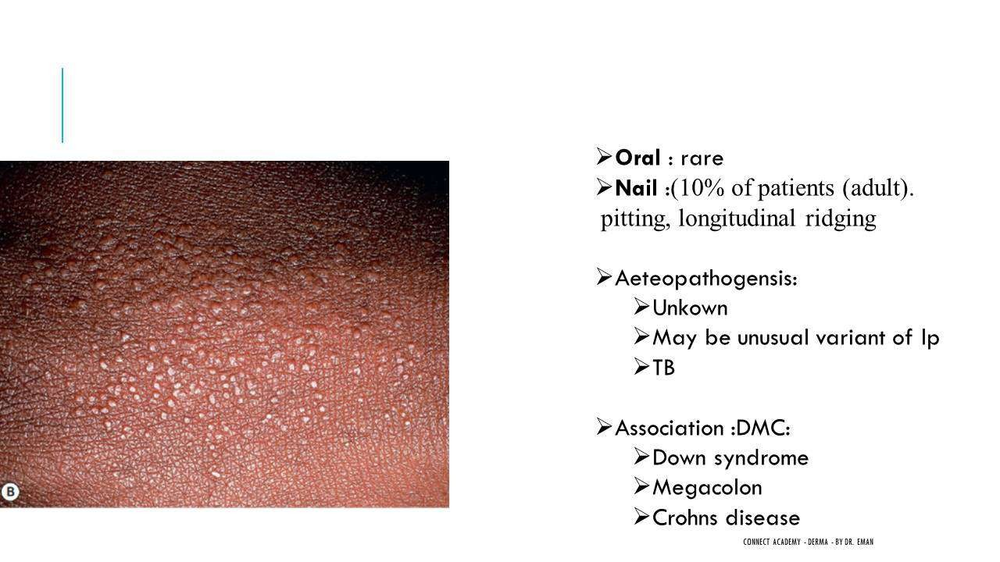 Oral : rare
Nail :(10% of patients (adult).
pitting, longitudinal ridging
Aeteopathogensis:
Unkown
May be unusual variant of lp
TB
Association :DMC:
Down syndrome
Megacolon
Crohns disease
B
CONNECT ACADEMY - DERMA - BY DR. EMAN